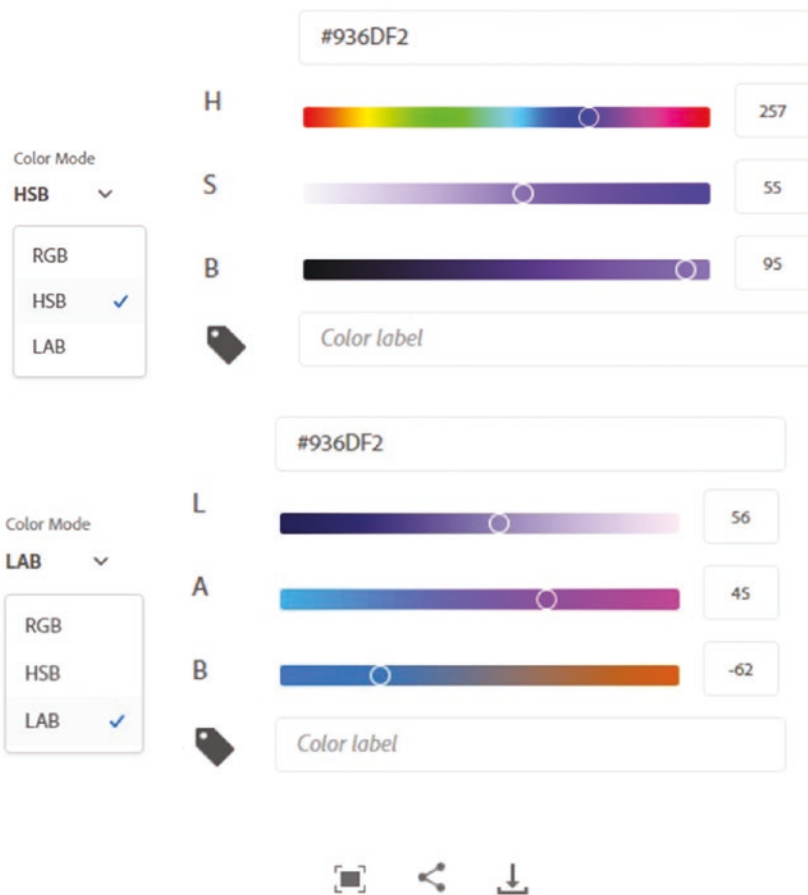 #936DF2
H
257
Color Mode
HSB
S
55
RGB
B
95
HSB
LAB
Color label
#936DF2
L
56
Color Mode
LAB
A
45
RGB
HSB
B
-62
LAB
Color label